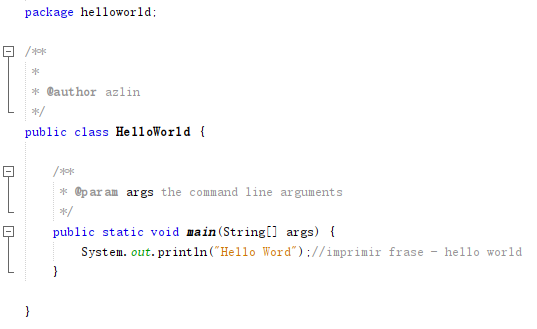 package helloworld;
/**
 *
 * @author azlin
 */
public class HelloWorld {
    /**
     * @param args the command line arguments
     */
    public static void main(String[] args) {
        System.out.println("Hello Word");//imprimir frase - hello world
    }
}